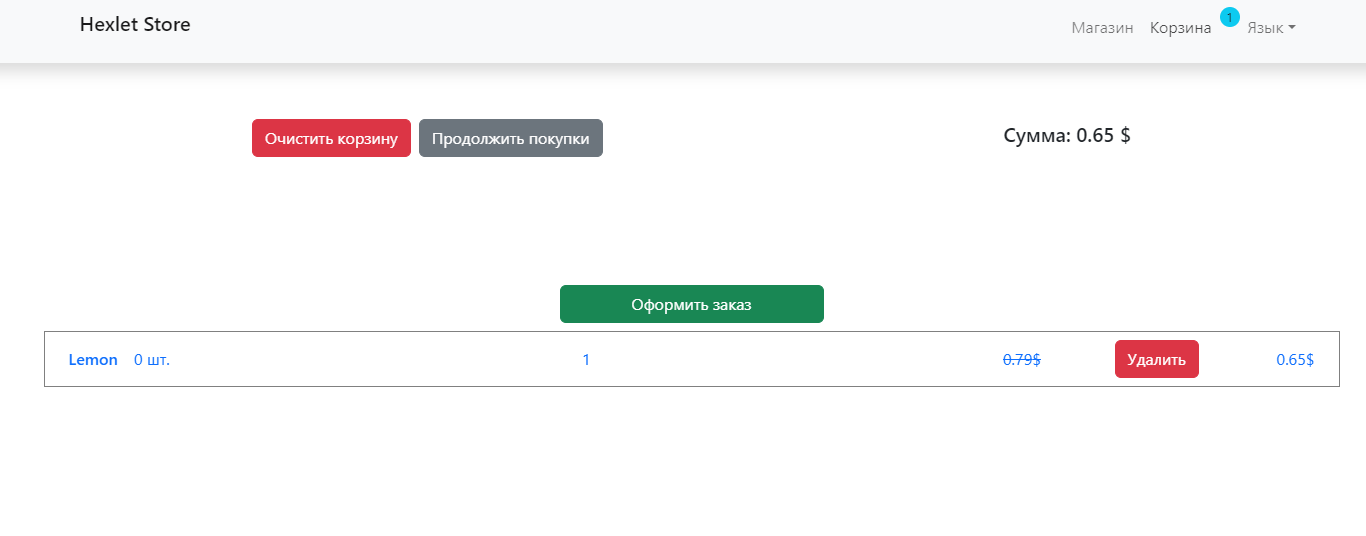 Hexlet Store Магазин Корзина 1 Язык
Очистить корзину Продолжить покупки Сумма: 0.65 $
Оформить заказ
Lemon 0 шт. 1 0.79$ Удалить 0.65$